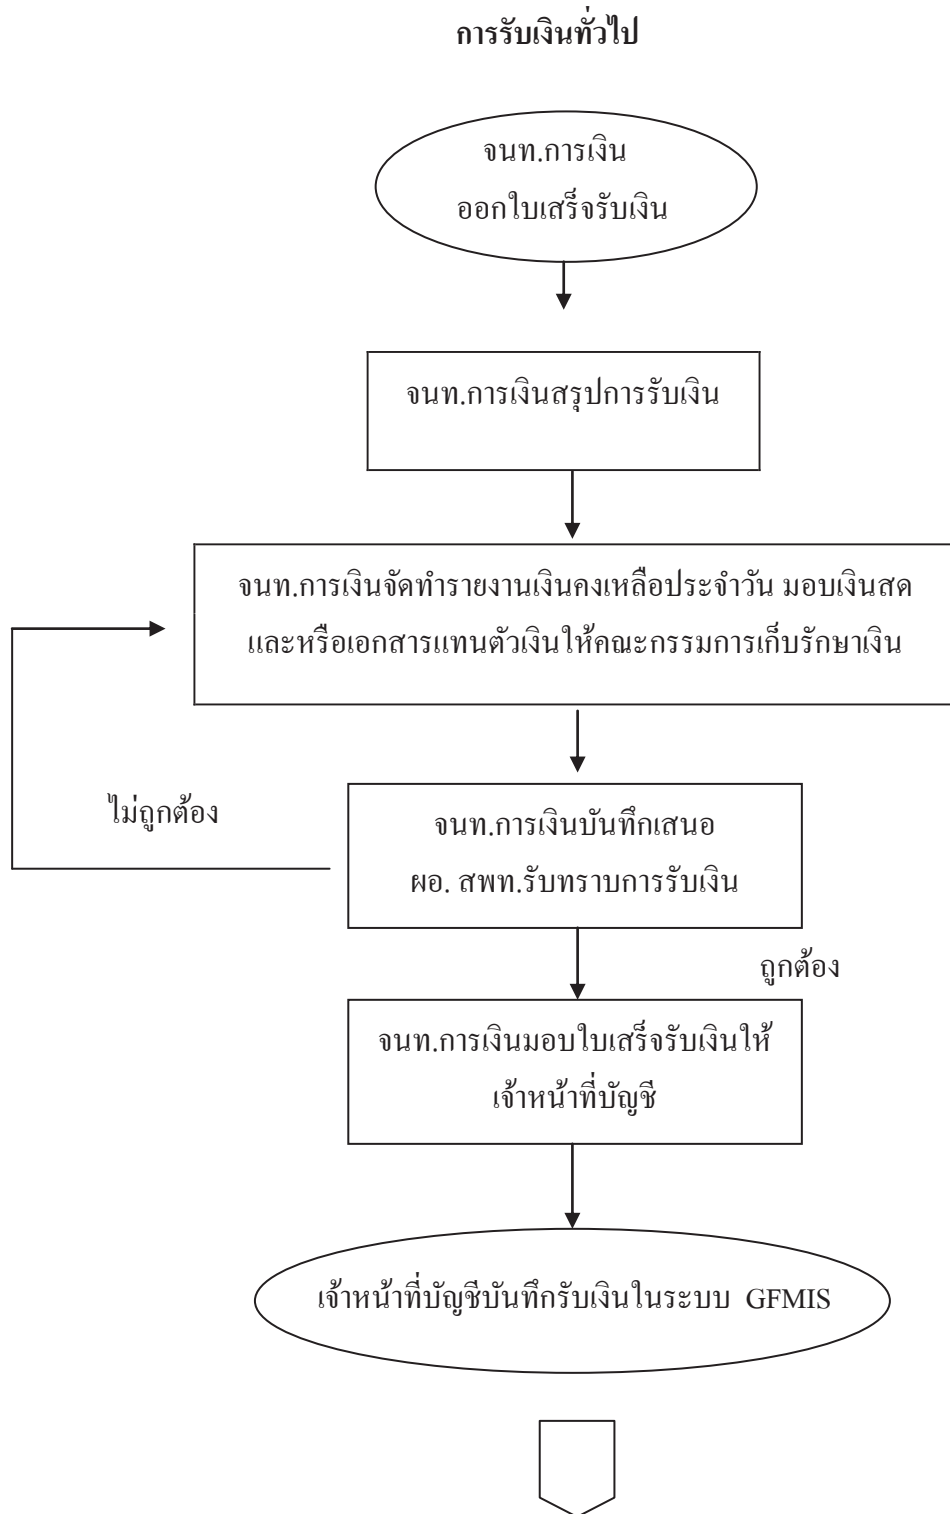 การรับเงินทั่วไป
จนท.การเงิน
ออกใบเสร็จรับเงิน
จนท.การเงินสรุปการรับเงิน
จนท.การเงินจัดทำรายงานเงินคงเหลือประจำวัน มอบเงินสด
และหรือเอกสารแทนตัวเงินให้คณะกรรมการเก็บรักษาเงิน
ไม่ถูกต้อง
จนท.การเงินบันทึกเสนอ
ผอ. สพท.รับทราบการรับเงิน
ถูกต้อง
จนท.การเงินมอบใบเสร็จรับเงินให้
เจ้าหน้าที่บัญชี
เจ้าหน้าที่บัญชีบันทึกรับเงินในระบบ GFMIS